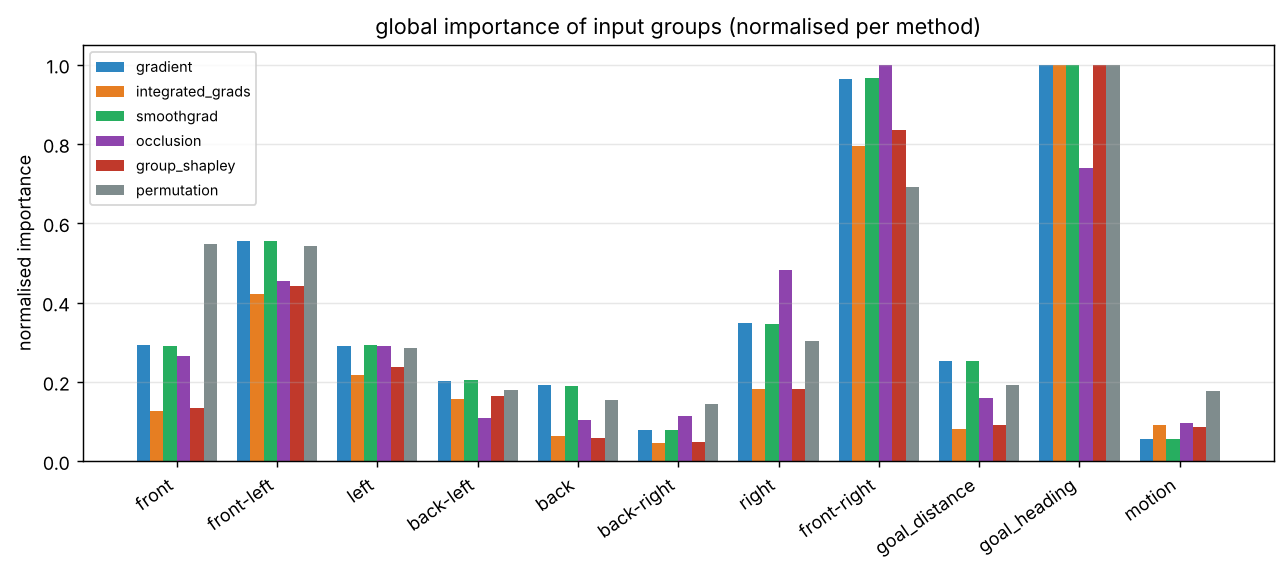 global importance of input groups (normalised per method)
normalised importance
1.0
0.8
0.6
0.4
0.2
0.0
gradient
integrated_grads
smoothgrad
occlusion
group_shapley
permutation
front
front-left
left
back-left
back
back-right
right
front-right
goal_distance
goal_heading
motion